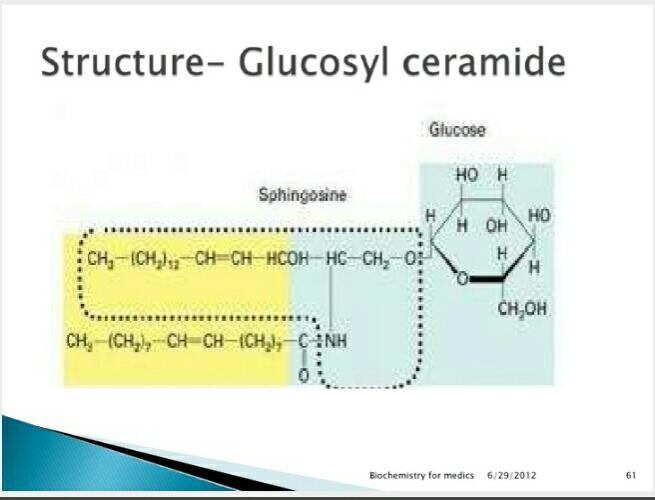 Structure- Glucosyl ceramide
Glucose
HO H
Sphingosine
H H OH HO
CH₃-(CH₂)₁₂-CH=CH-HCOH-HC-CH₂-O
H H
O
CH₂OH
CH₃-(CH₂)₇-CH=CH-(CH₂)₇-C-NH
O
Biochemistry for medics 6/29/2012 61